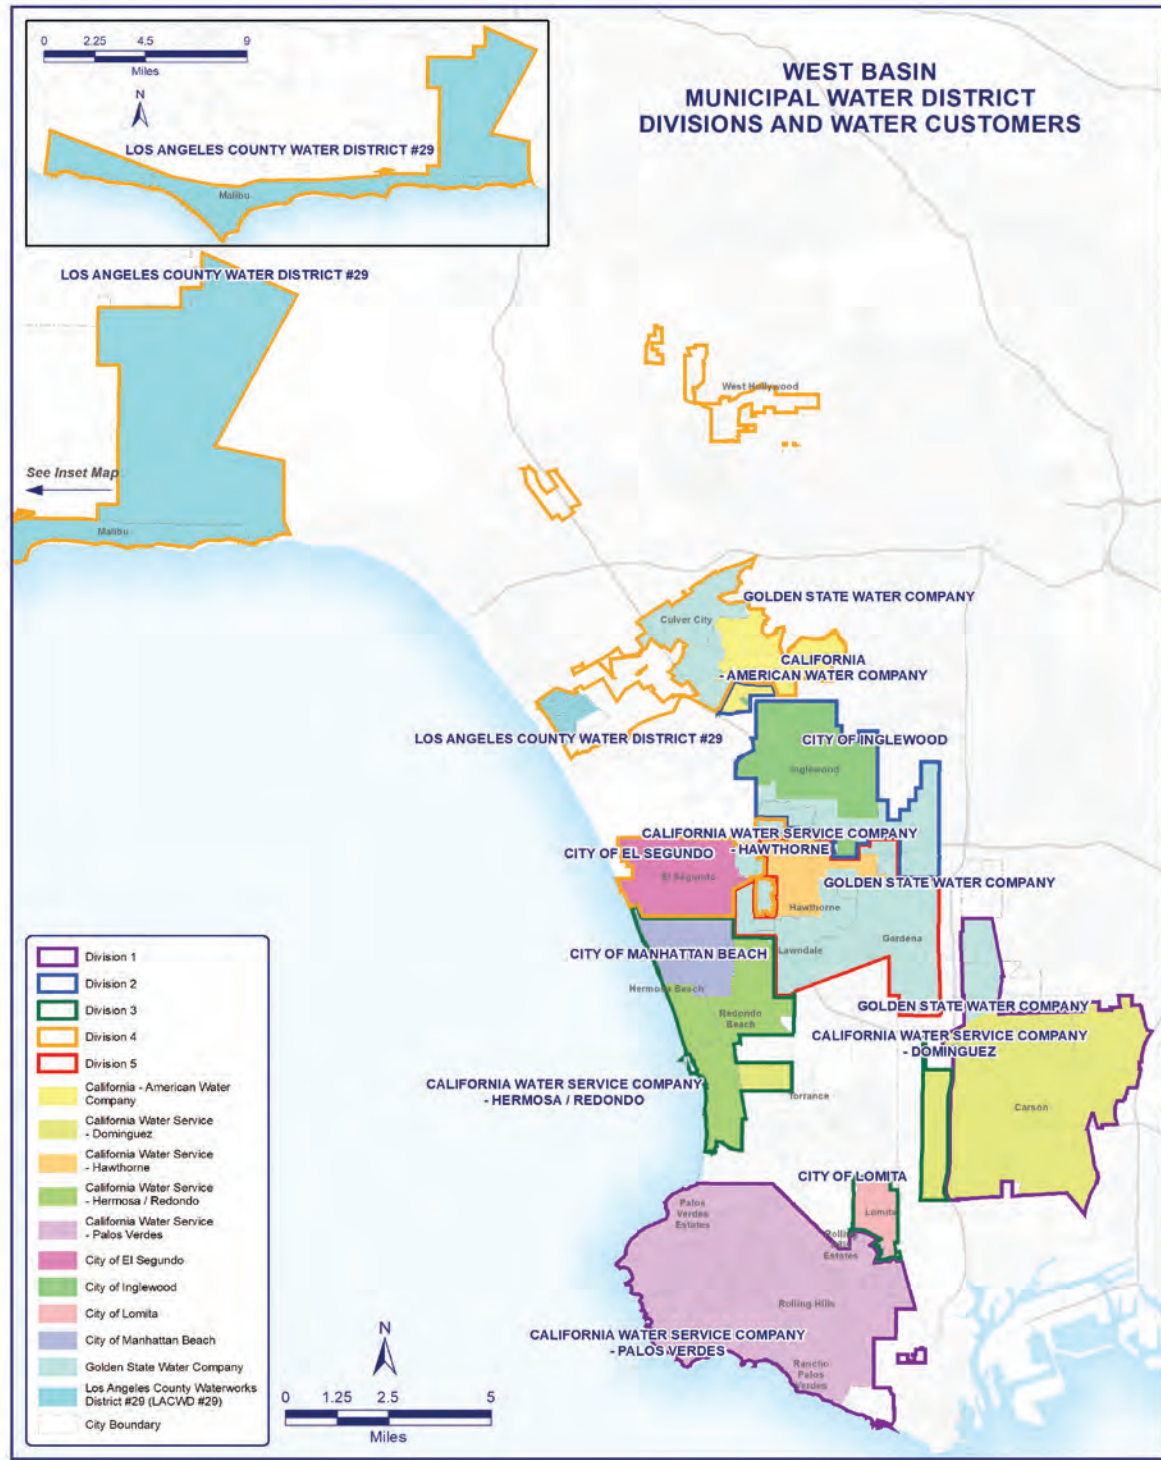 0 2.25 4.5 9
Miles
N
LOS ANGELES COUNTY WATER DISTRICT #29
Malibu
WEST BASIN
MUNICIPAL WATER DISTRICT
DIVISIONS AND WATER CUSTOMERS
LOS ANGELES COUNTY WATER DISTRICT #29
West Hollywood
See Inset Map
Malibu
GOLDEN STATE WATER COMPANY
Culver City
CALIFORNIA
- AMERICAN WATER COMPANY
LOS ANGELES COUNTY WATER DISTRICT #29
CITY OF INGLEWOOD
Inglewood
CALIFORNIA WATER SERVICE COMPANY
- HAWTHORNE
CITY OF EL SEGUNDO
El Segundo
GOLDEN STATE WATER COMPANY
Hawthorne
Gardena
Lawndale
CITY OF MANHATTAN BEACH
Hermosa Beach
Redondo
Beach
GOLDEN STATE WATER COMPANY
CALIFORNIA WATER SERVICE COMPANY
- DOMINGUEZ
CALIFORNIA WATER SERVICE COMPANY
- HERMOSA / REDONDO
Torrance
Carson
CITY OF LOMITA
Lomita
Palos
Verdes
Estates
Rolling
Hills
Estates
Rolling Hills
CALIFORNIA WATER SERVICE COMPANY
- PALOS VERDES
Rancho
Palos
Verdes
Division 1
Division 2
Division 3
Division 4
Division 5
California - American Water
Company
California Water Service
- Dominguez
California Water Service
- Hawthorne
California Water Service
- Hermosa / Redondo
California Water Service
- Palos Verdes
City of El Segundo
City of Inglewood
City of Lomita
City of Manhattan Beach
Golden State Water Company
Los Angeles County Waterworks
District #29 (LACWD #29)
City Boundary
N
0 1.25 2.5 5
Miles